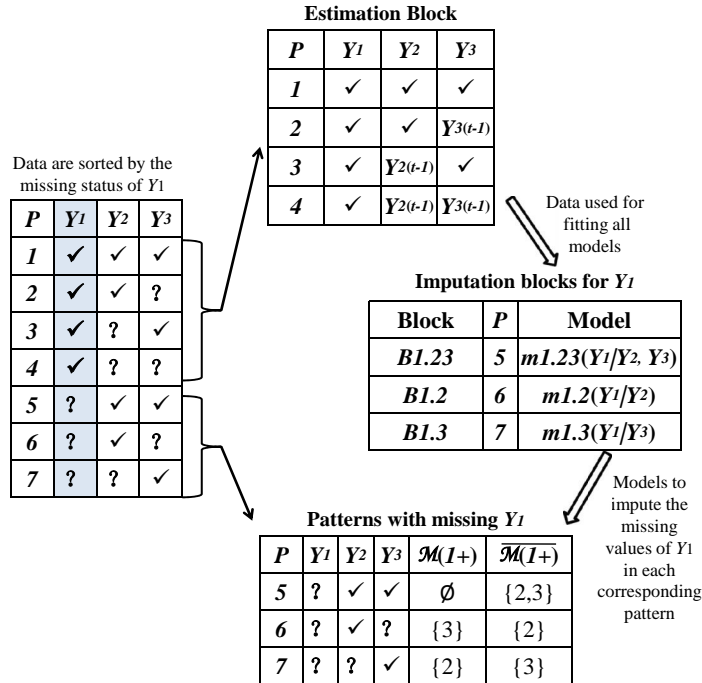 Estimation Block
P Y1 Y2 Y3
1 ✓ ✓ ✓
2 ✓ ✓ Y3(t-1)
3 ✓ Y2(t-1) ✓
4 ✓ Y2(t-1) Y3(t-1)
Data are sorted by the
missing status of Y1
P Y1 Y2 Y3
1 ✓ ✓ ✓
2 ✓ ✓ ?
3 ✓ ? ✓
4 ✓ ? ?
5 ? ✓ ✓
6 ? ✓ ?
7 ? ? ✓
Data used for
fitting all
models
Imputation blocks for Y1
Block P Model
B1.23 5 m1.23(Y1/Y2, Y3)
B1.2 6 m1.2(Y1/Y2)
B1.3 7 m1.3(Y1/Y3)
Models to
impute the
missing
values of Y1
in each
corresponding
pattern
Patterns with missing Y1
P Y1 Y2 Y3 ℳ(1+) ℳ(1+)
5 ? ✓ ✓ ∅ {2,3}
6 ? ✓ ? {3} {2}
7 ? ? ✓ {2} {3}